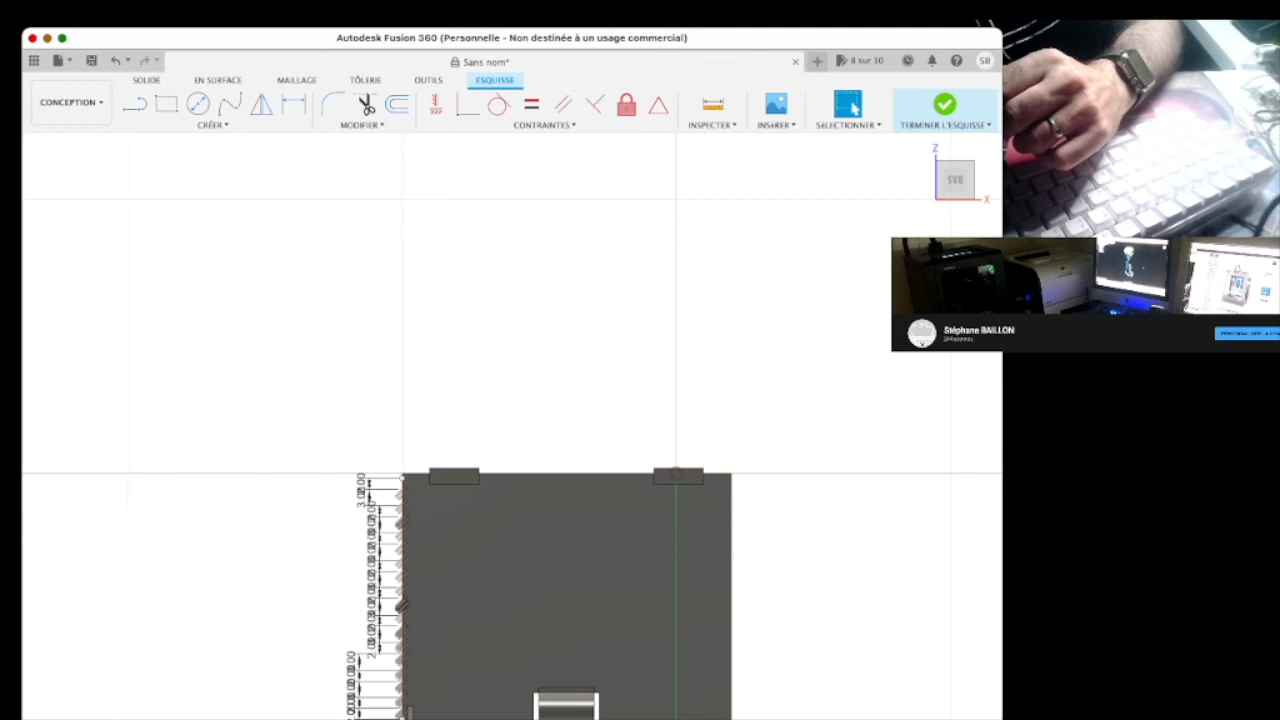 Autodesk Fusion 360 (Personnelle - Non destinée à un usage commercial)
Sans nom*
8 sur 10
SB
SOLIDE EN SURFACE MAILLAGE TÔLERIE OUTILS ESQUISSE
CONCEPTION
CRÉER MODIFIER CONTRAINTES INSPECTER INSÉRER SÉLECTIONNER TERMINER L'ESQUISSE
Z
BAS
X
Stéphane BAILLON